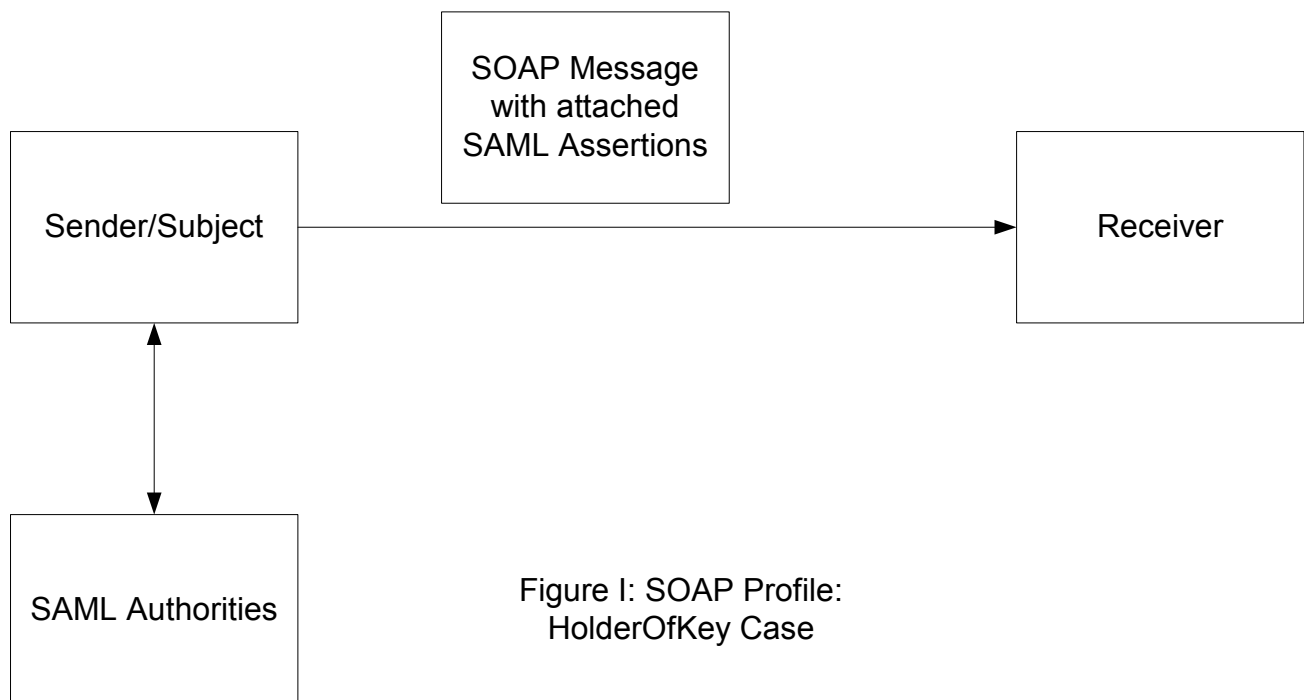 SOAP Message
with attached
SAML Assertions
Sender/Subject
Receiver
SAML Authorities
Figure I: SOAP Profile:
HolderOfKey Case